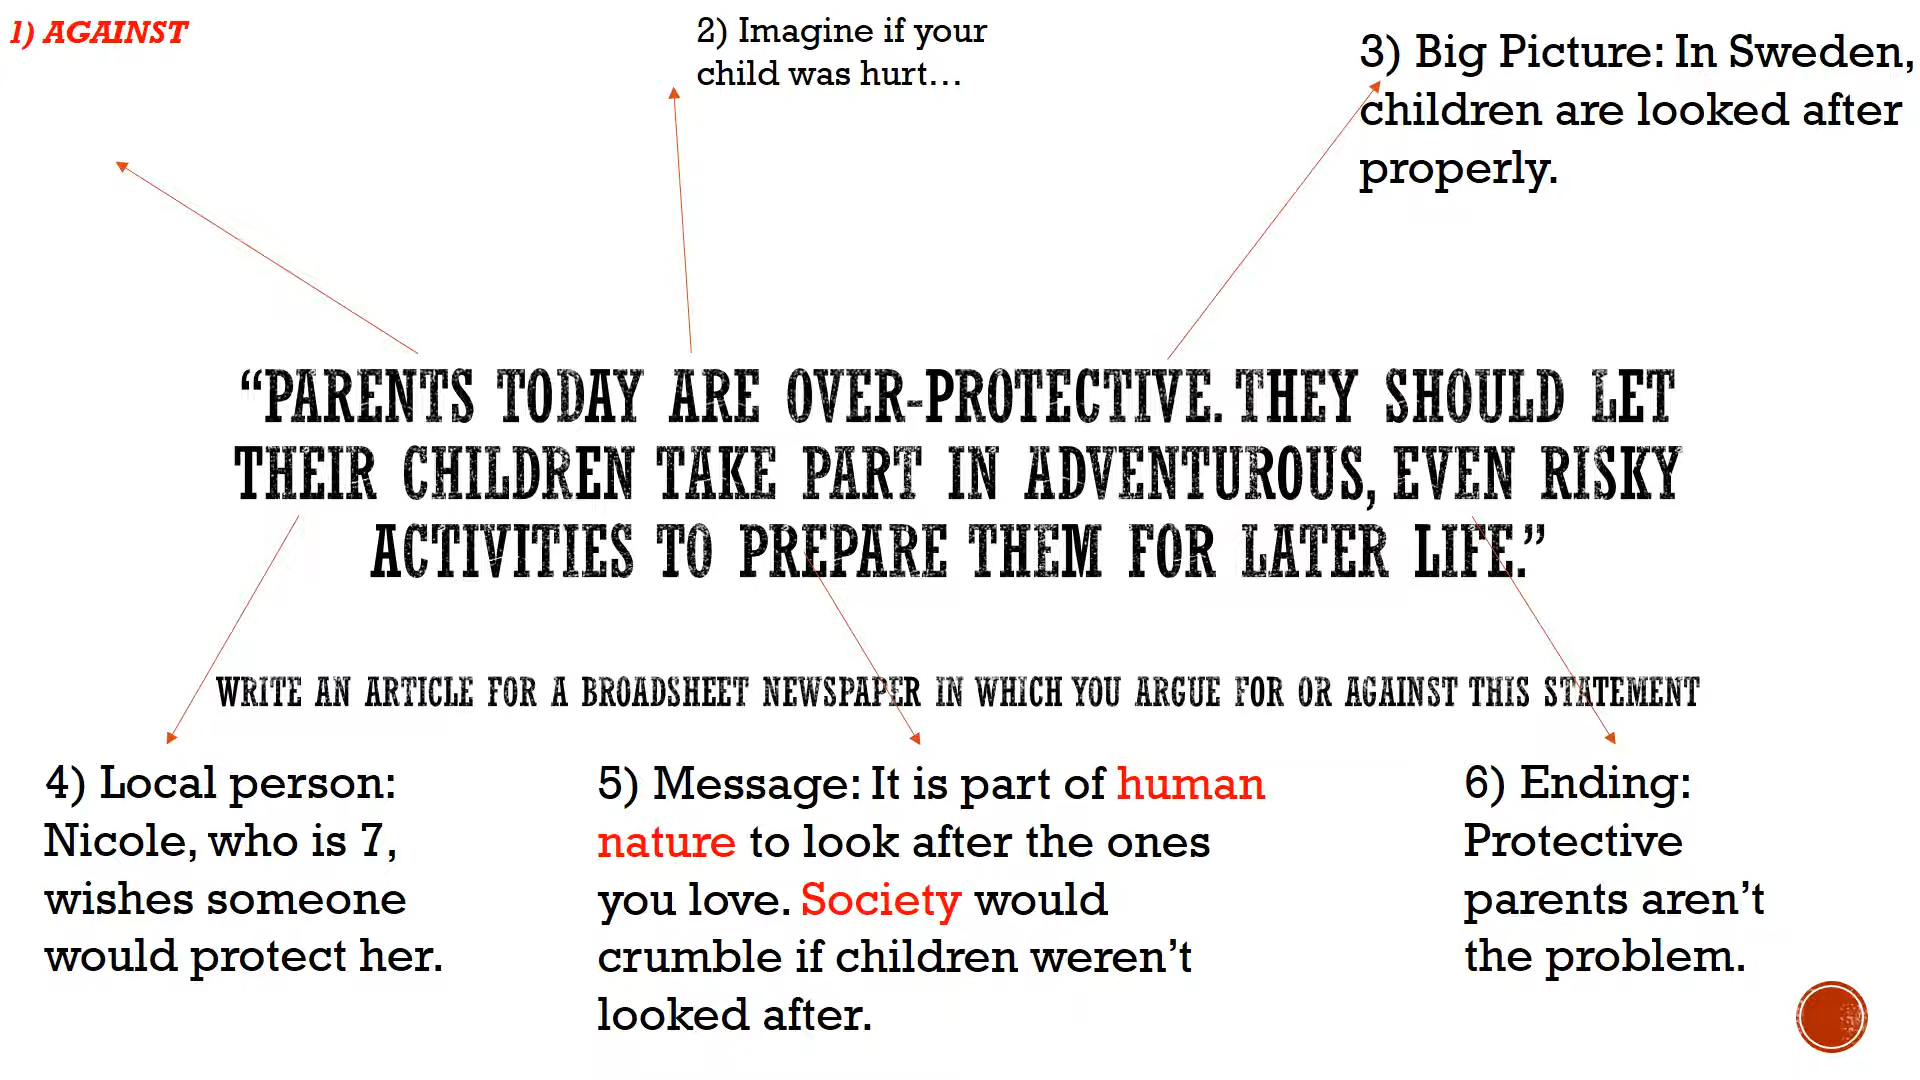 1) AGAINST
2) Imagine if your
child was hurt…
3) Big Picture: In Sweden,
children are looked after
properly.
“PARENTS TODAY ARE OVER-PROTECTIVE. THEY SHOULD LET
THEIR CHILDREN TAKE PART IN ADVENTUROUS, EVEN RISKY
ACTIVITIES TO PREPARE THEM FOR LATER LIFE.”
WRITE AN ARTICLE FOR A BROADSHEET NEWSPAPER IN WHICH YOU ARGUE FOR OR AGAINST THIS STATEMENT
4) Local person:
Nicole, who is 7,
wishes someone
would protect her.
5) Message: It is part of human
nature to look after the ones
you love. Society would
crumble if children weren’t
looked after.
6) Ending:
Protective
parents aren’t
the problem.